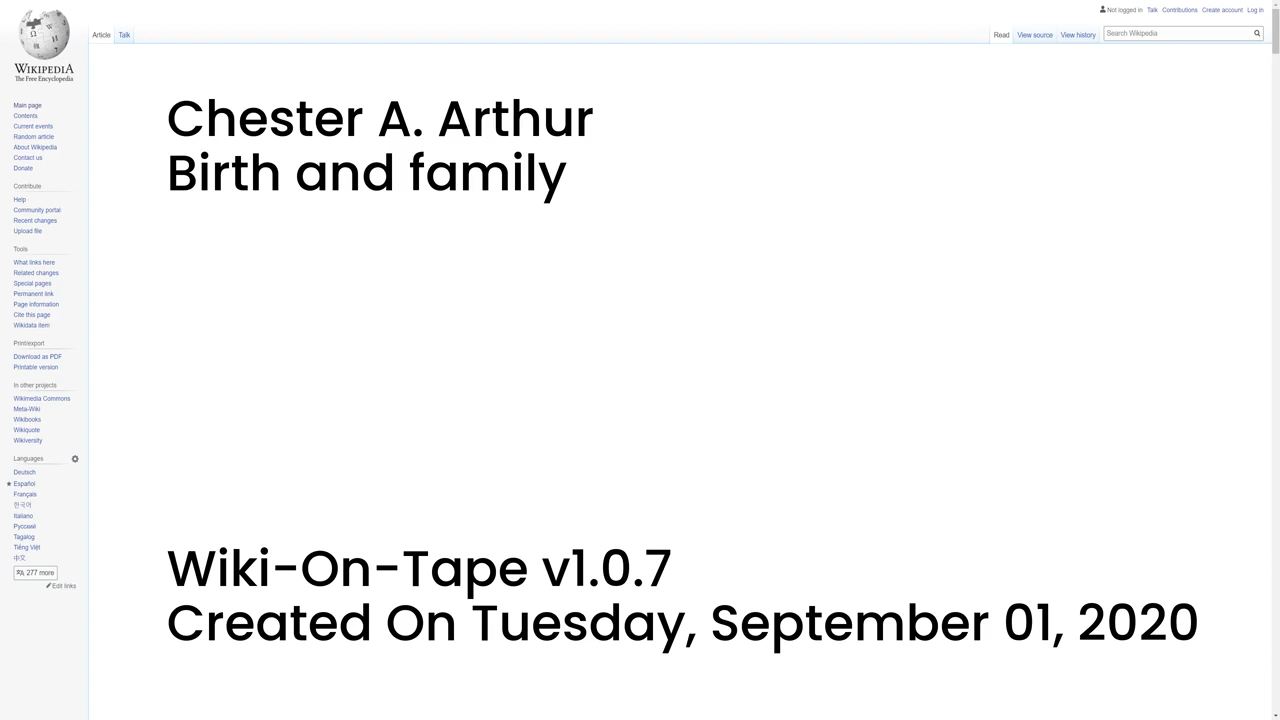 Not logged in Talk Contributions Create account Log in
Article Talk
Read View source View history Search Wikipedia
WIKIPEDIA
The Free Encyclopedia
Main page
Contents
Current events
Random article
About Wikipedia
Contact us
Donate
Contribute
Help
Community portal
Recent changes
Upload file
Tools
What links here
Related changes
Special pages
Permanent link
Page information
Cite this page
Wikidata item
Print/export
Download as PDF
Printable version
In other projects
Wikimedia Commons
Meta-Wiki
Wikibooks
Wikiquote
Wikiversity
Languages
Deutsch
Español
Français
한국어
Italiano
Русский
Tagalog
Tiếng Việt
中文
277 more
Edit links
Chester A. Arthur
Birth and family
Wiki-On-Tape v1.0.7
Created On Tuesday, September 01, 2020